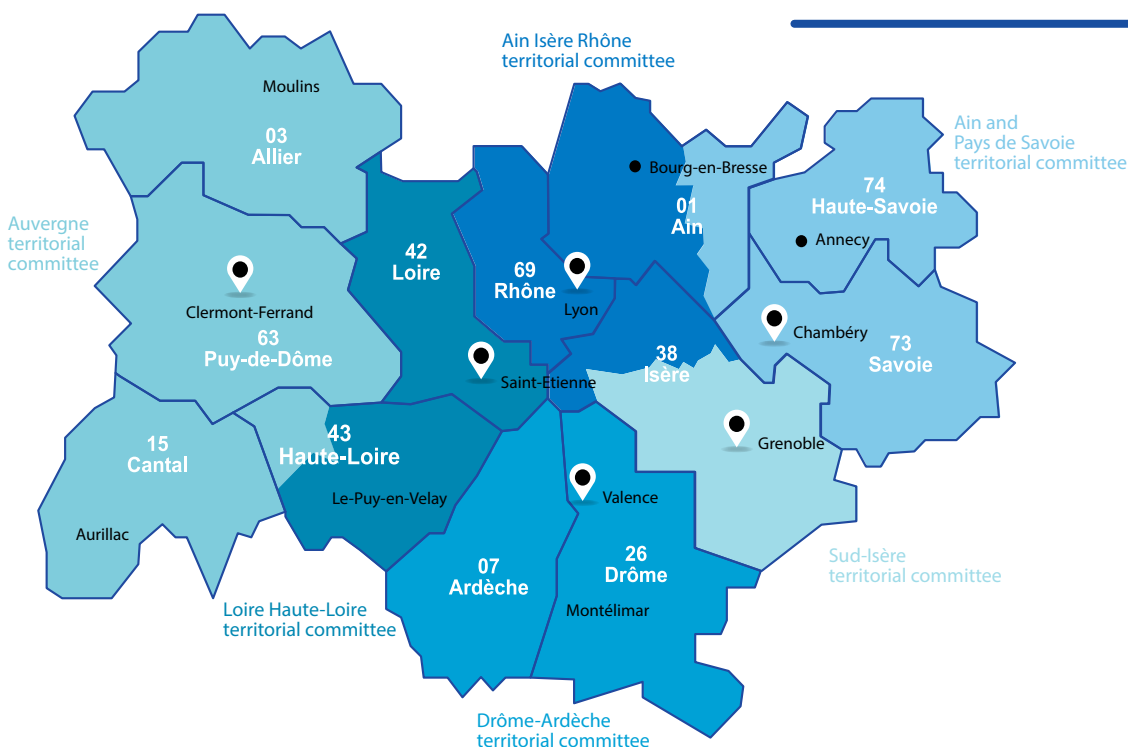 Ain Isère Rhône
territorial committee
Moulins
03
Allier
Ain and
Pays de Savoie
territorial committee
Bourg-en-Bresse
74
Haute-Savoie
01
Ain
Auvergne
territorial
committee
42
Loire
Annecy
69
Rhône
Clermont-Ferrand
Lyon
63
Puy-de-Dôme
Chambéry
73
Savoie
38
Isère
Saint-Etienne
15
Cantal
43
Haute-Loire
Grenoble
Le-Puy-en-Velay
Valence
Aurillac
07
Ardèche
26
Drôme
Sud-Isère
territorial committee
Loire Haute-Loire
territorial committee
Montélimar
Drôme-Ardèche
territorial committee